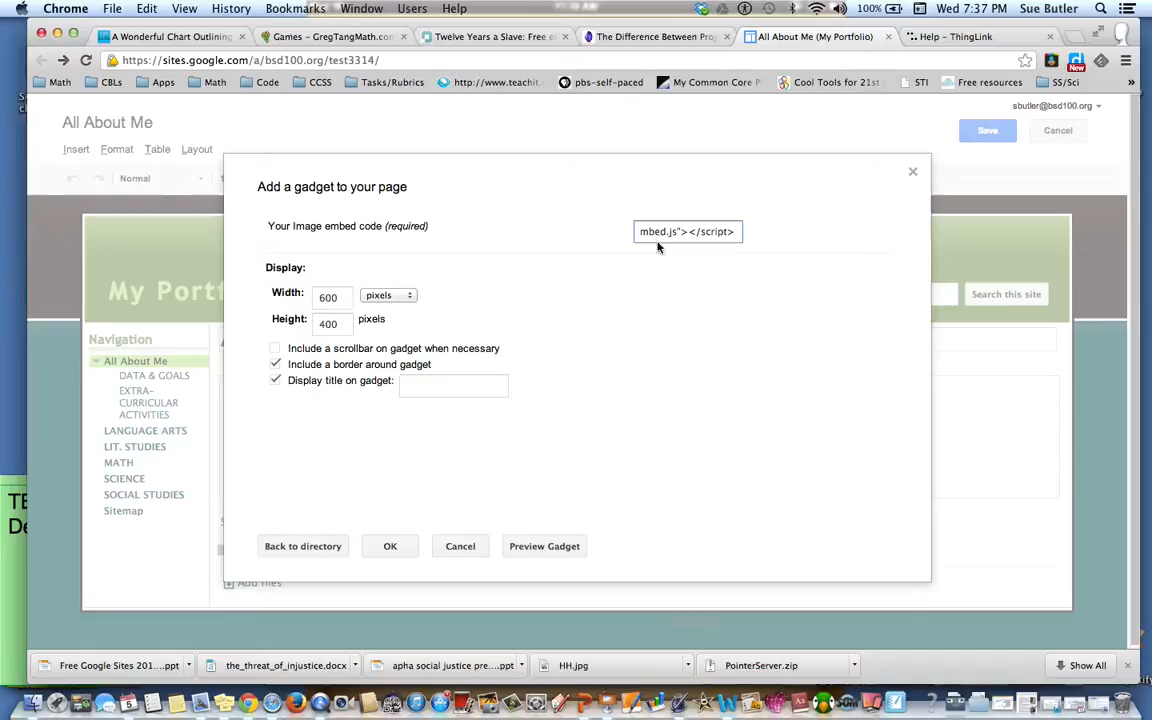 Chrome File Edit View History Bookmarks Window Users Help 100% Wed 7:37 PM Sue Butler
A Wonderful Chart Outlining Games - GregTangMath.com Twelve Years a Slave: Free e The Difference Between Pro All About Me (My Portfolio) Help - ThingLink
https://sites.google.com/a/bsd100.org/test3314/
Math CBLs Apps Math Code CCSS Tasks/Rubrics http://www.teachit. pbs-self-paced My Common Core P Cool Tools for 21st STI Free resources SS/Sci
New
All About Me
sbutler@bsd100.org
Save Cancel
Insert Format Table Layout
Normal
Add a gadget to your page
Your Image embed code (required)
mbed.js"></script>
Display:
Width: 600 pixels
Height: 400 pixels
Include a scrollbar on gadget when necessary
Include a border around gadget
Display title on gadget:
Back to directory OK Cancel Preview Gadget
My Portf
Search this site
Navigation
All About Me
DATA & GOALS
EXTRA-
CURRICULAR
ACTIVITIES
LANGUAGE ARTS
LIT. STUDIES
MATH
SCIENCE
SOCIAL STUDIES
Sitemap
Add files
TE
De
Free Google Sites 201....ppt the_threat_of_injustice.docx apha social justice pre....ppt HH.jpg PointerServer.zip Show All